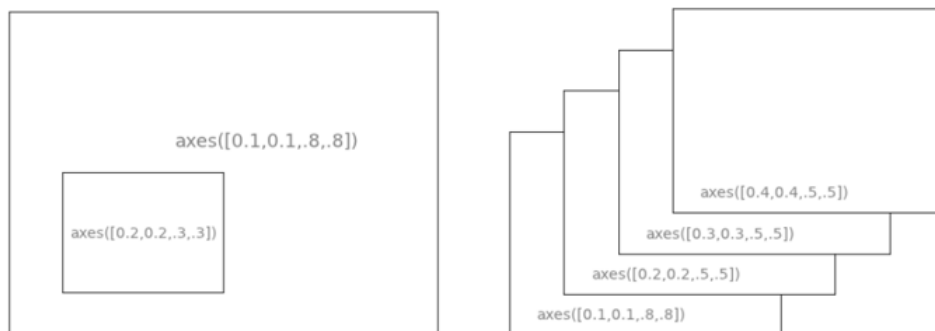 axes([0.1,0.1,.8,.8])
axes([0.2,0.2,.3,.3])
axes([0.4,0.4,.5,.5])
axes([0.3,0.3,.5,.5])
axes([0.2,0.2,.5,.5])
axes([0.1,0.1,.8,.8])